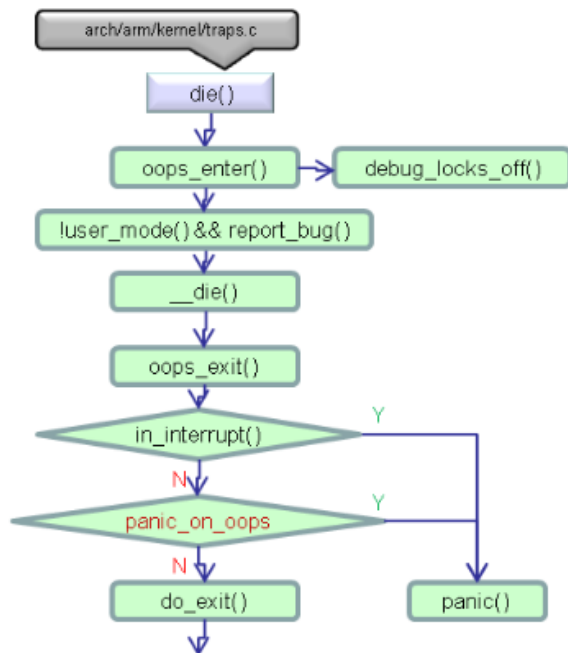 arch/arm/kernel/traps.c
die()
oops_enter()
debug_locks_off()
!user_mode() && report_bug()
__die()
oops_exit()
in_interrupt()
Y
N
panic_on_oops
Y
N
do_exit()
panic()